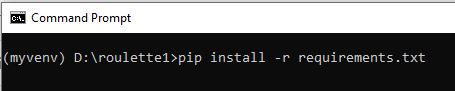 Command Prompt
(myvenv) D:\roulette1>pip install -r requirements.txt